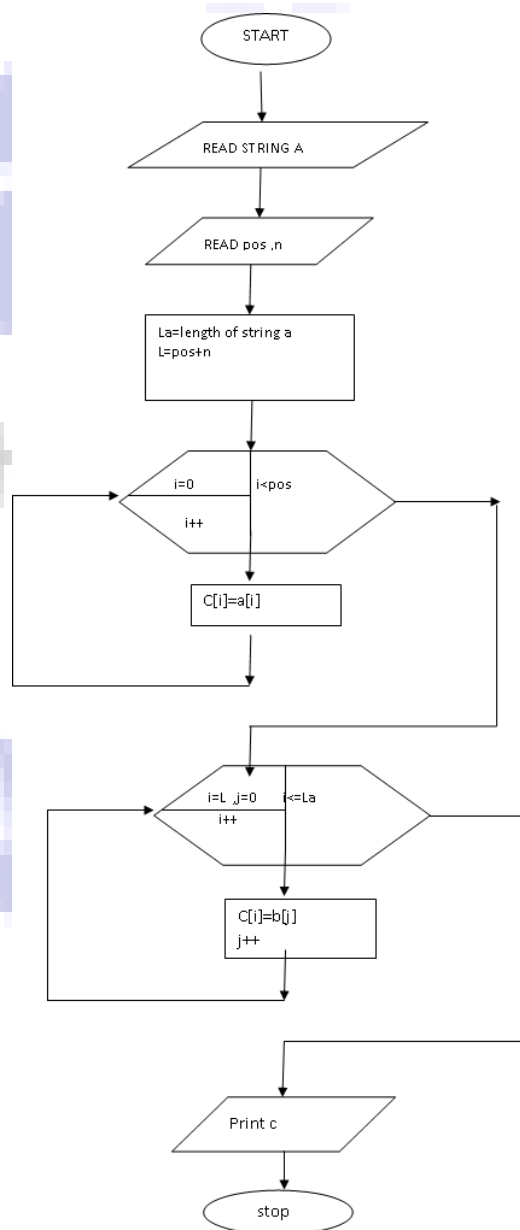 START
READ STRING A
READ pos ,n
La=length of string a
L=pos+n
i=0 i<pos
i++
C[i]=a[i]
i=L ,j=0 i<=La
i++
C[i]=b[j]
j++
Print c
stop